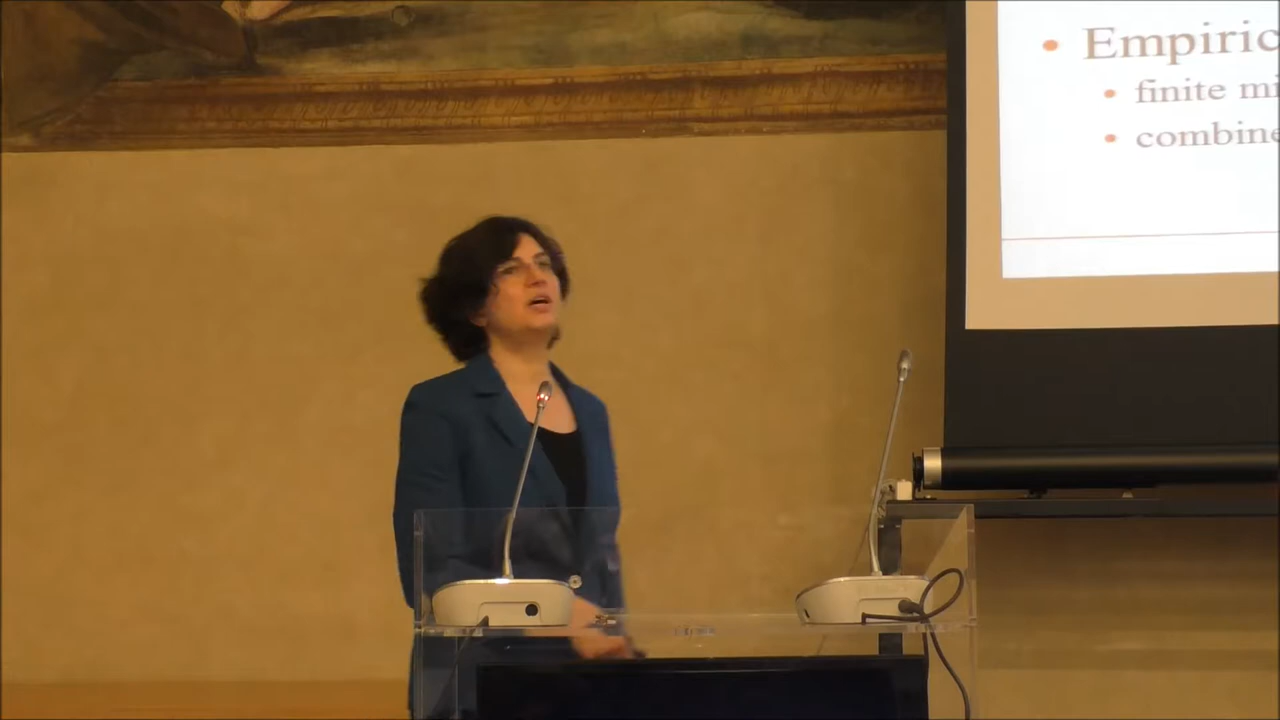 • Empiric
• finite mi
• combine